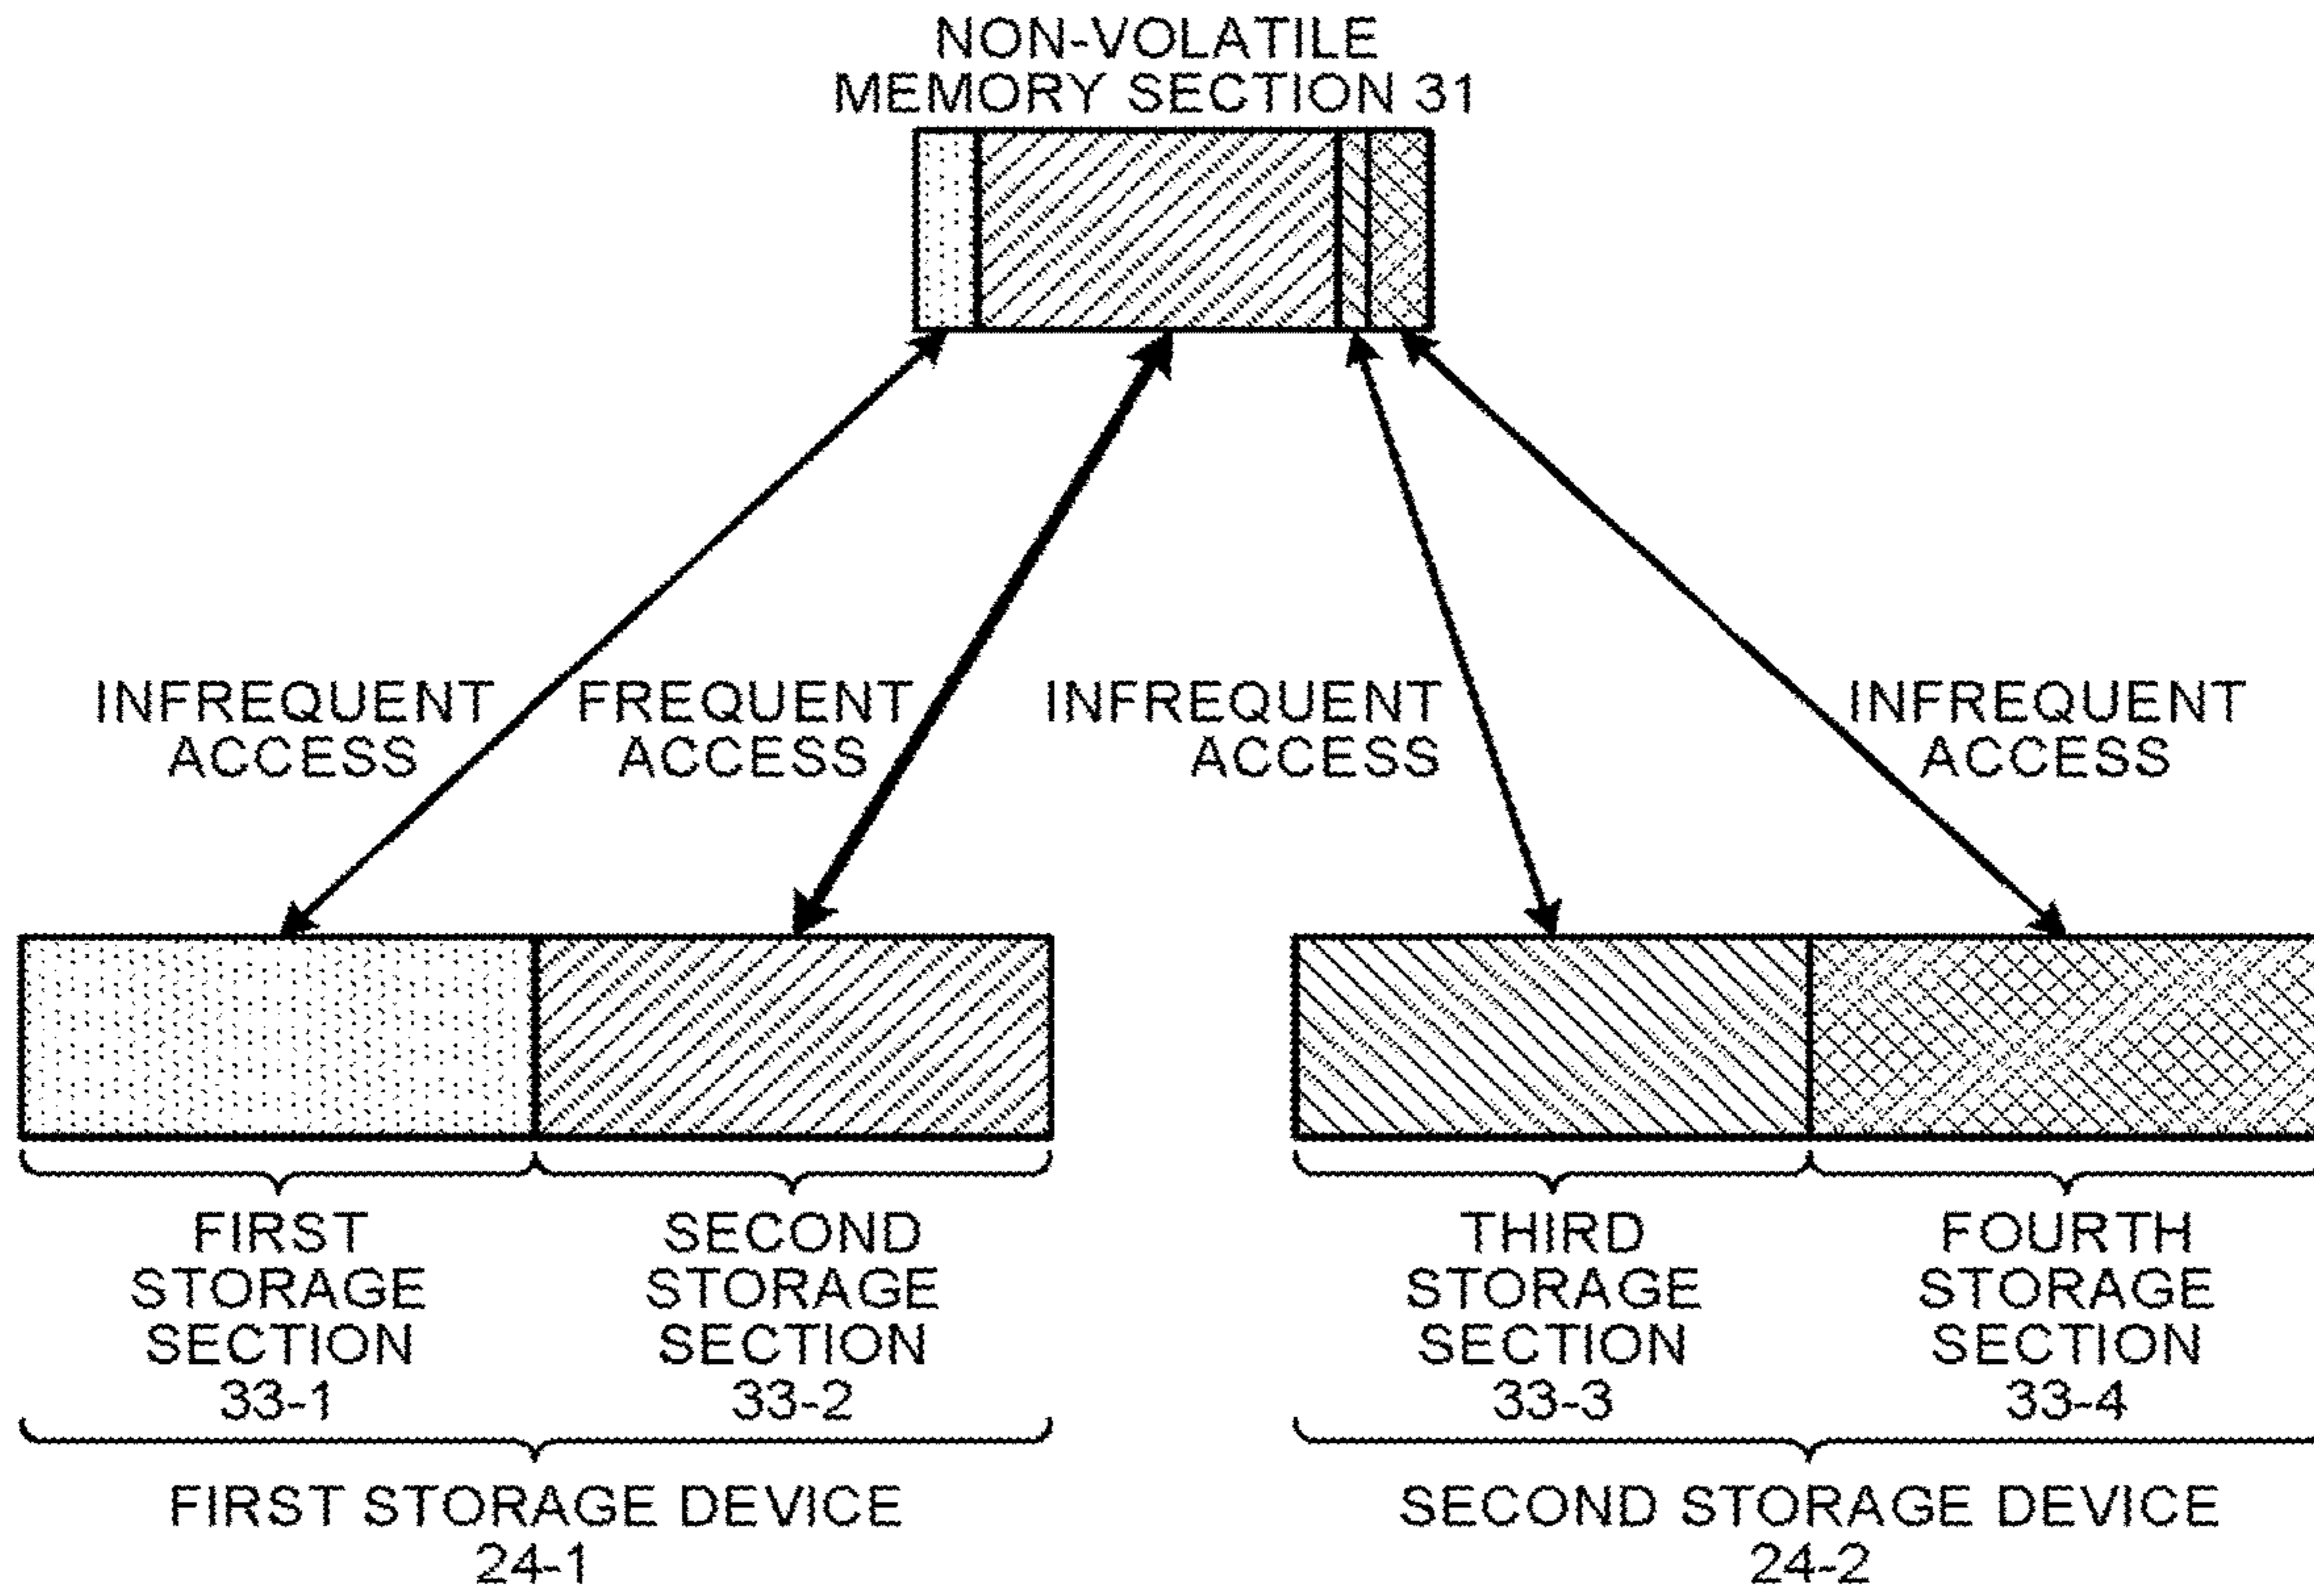 NON-VOLATILE
MEMORY SECTION 31
INFREQUENT
ACCESS
FREQUENT
ACCESS
INFREQUENT
ACCESS
INFREQUENT
ACCESS
FIRST
STORAGE
SECTION
33-1
SECOND
STORAGE
SECTION
33-2
THIRD
STORAGE
SECTION
33-3
FOURTH
STORAGE
SECTION
33-4
FIRST STORAGE DEVICE
24-1
SECOND STORAGE DEVICE
24-2